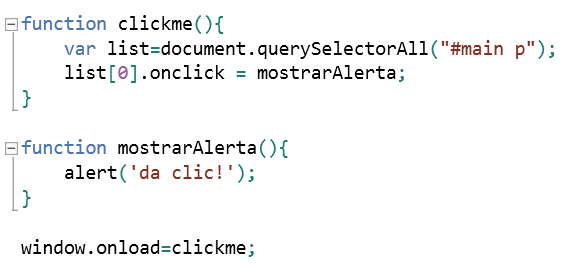 function clickme(){
    var list=document.querySelectorAll("#main p");
    list[0].onclick = mostrarAlerta;
}
function mostrarAlerta(){
    alert('da clic!');
}
window.onload=clickme;